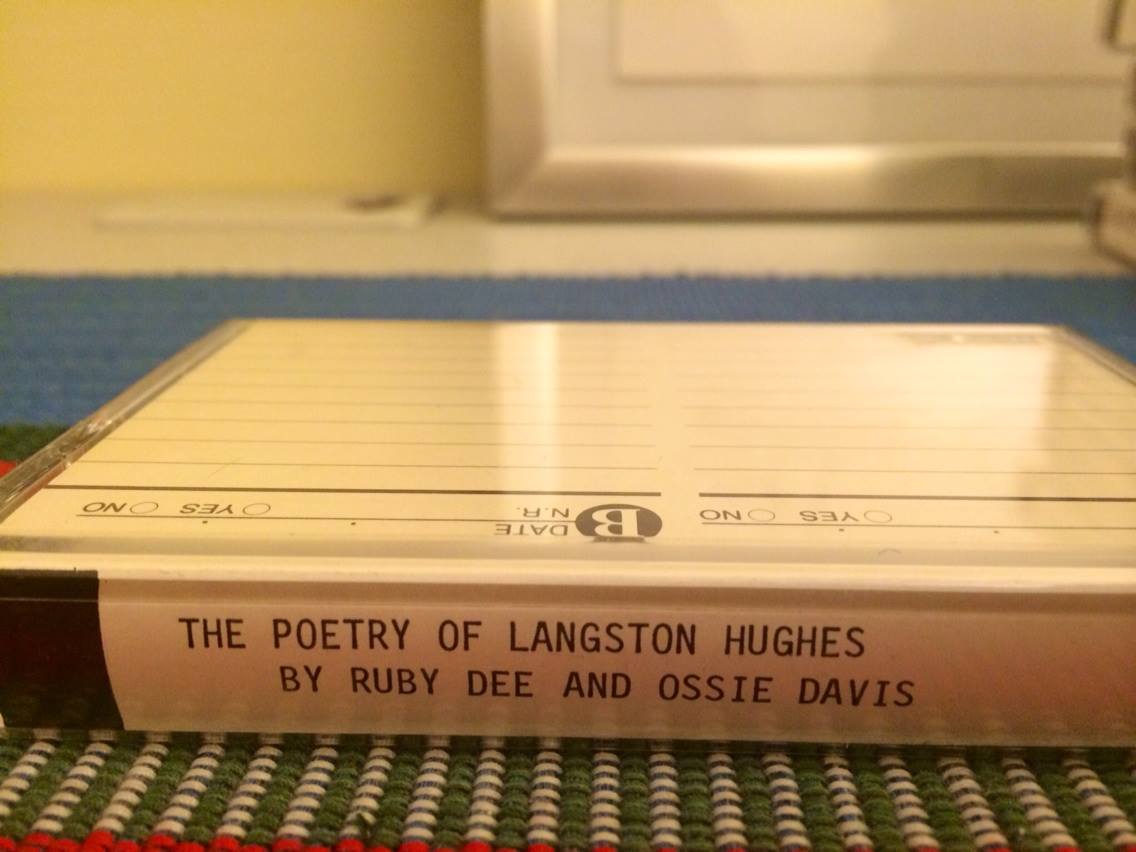 THE POETRY OF LANGSTON HUGHES
BY RUBY DEE AND OSSIE DAVIS
B DATE
N.R.
YES NO
YES NO